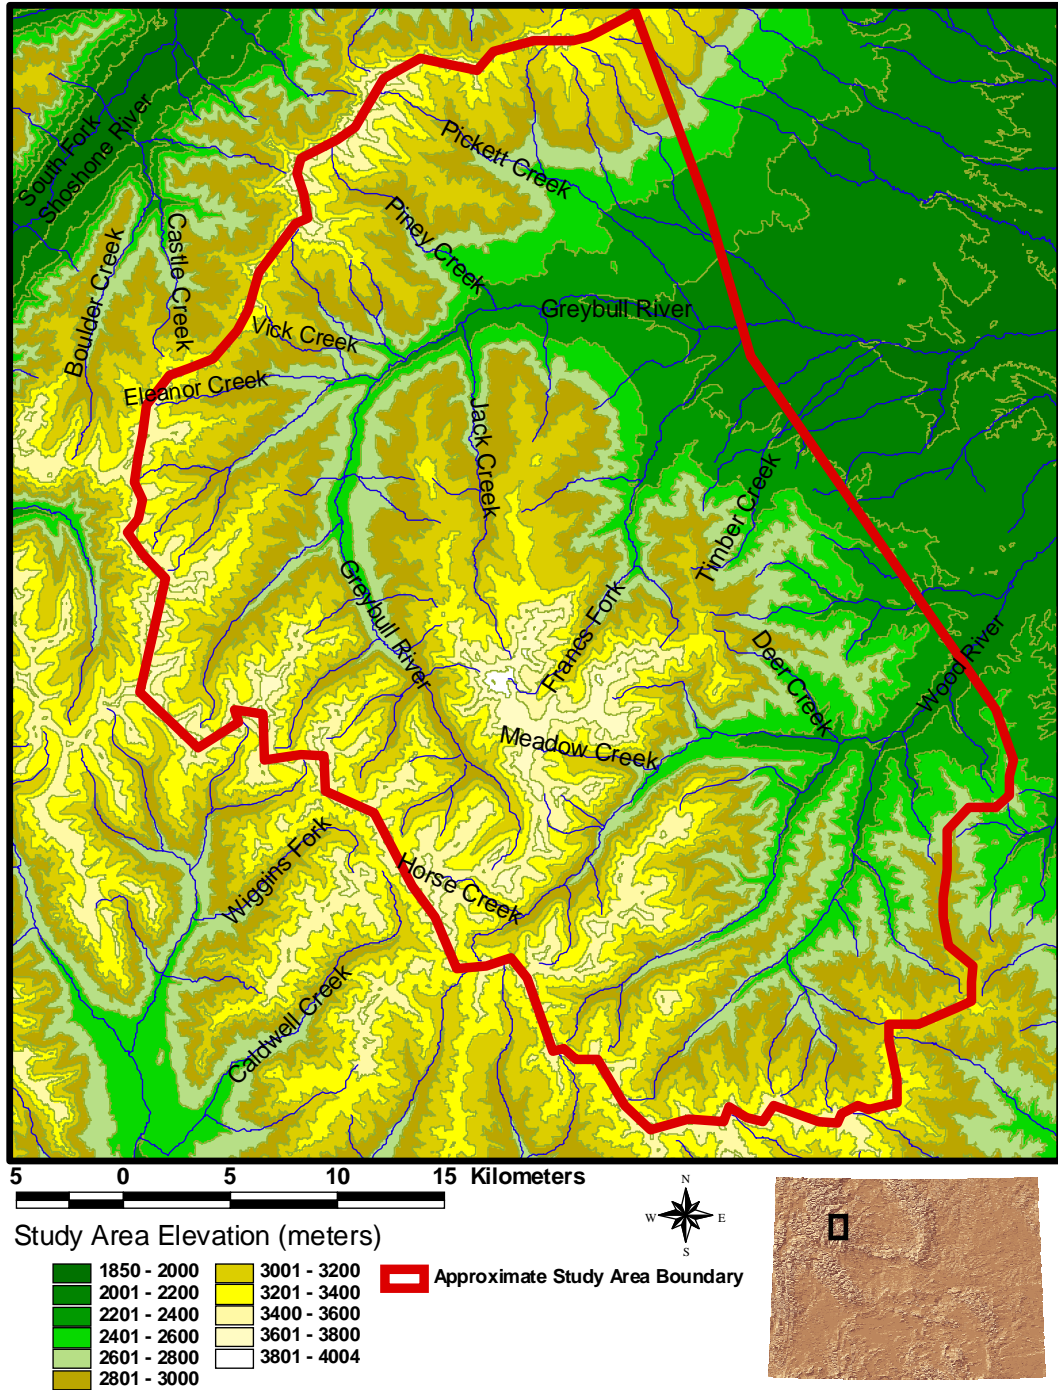 South Fork
Shoshone River
Pickett Creek
Piney Creek
Castle Creek
Boulder Creek
Greybull River
Vick Creek
Eleanor Creek
Jack Creek
Timber Creek
Greybull River
Francs Fork
Deer Creek
Wood River
Meadow Creek
Wiggins Fork
Horse Creek
Caldwell Creek
5 0 5 10 15 Kilometers
N
W E
S
Study Area Elevation (meters)
1850 - 2000
2001 - 2200
2201 - 2400
2401 - 2600
2601 - 2800
2801 - 3000
3001 - 3200
3201 - 3400
3400 - 3600
3601 - 3800
3801 - 4004
Approximate Study Area Boundary